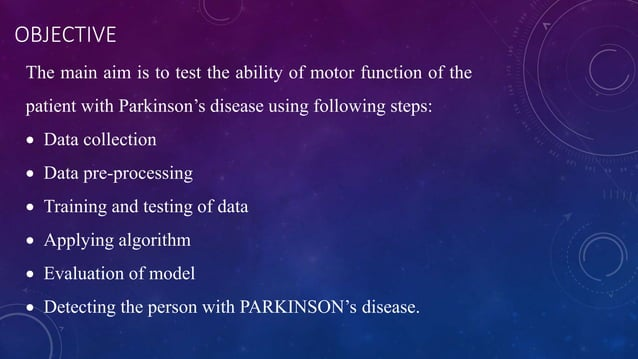 OBJECTIVE
The main aim is to test the ability of motor function of the
patient with Parkinson’s disease using following steps:
• Data collection
• Data pre-processing
• Training and testing of data
• Applying algorithm
• Evaluation of model
• Detecting the person with PARKINSON’s disease.